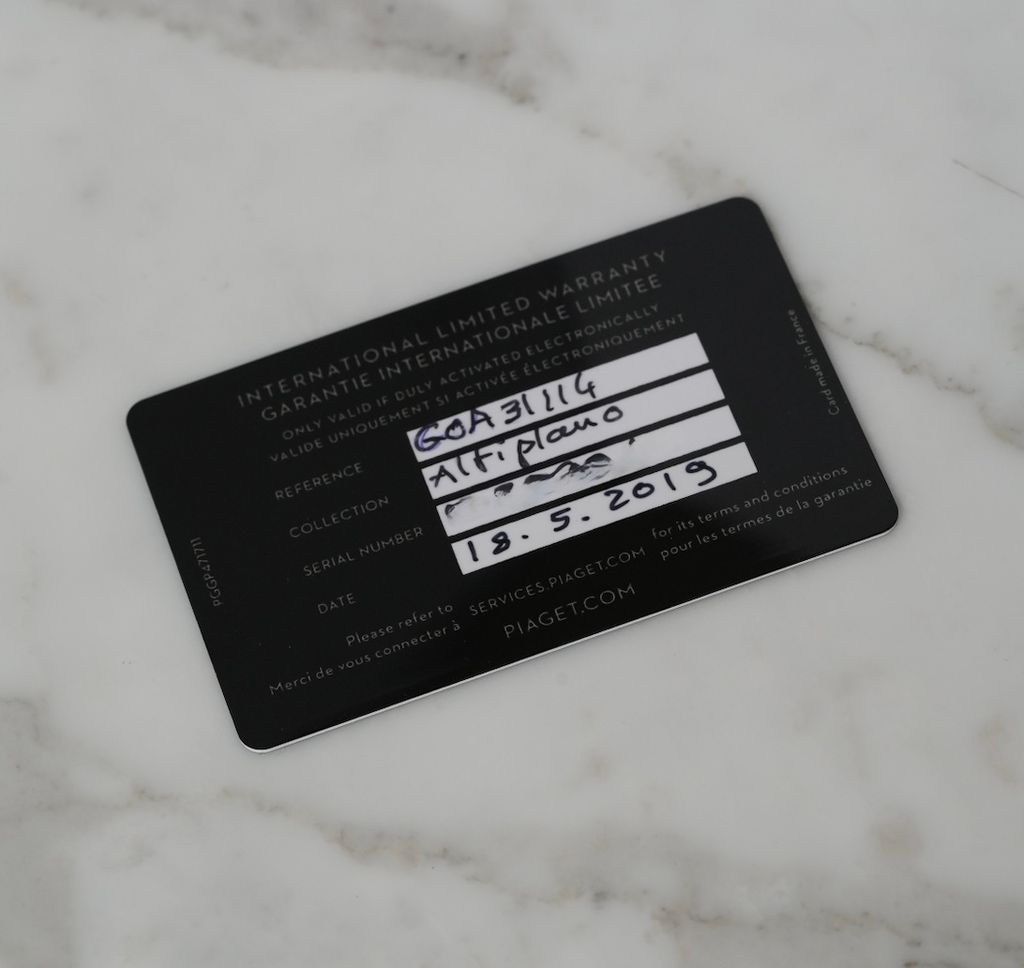 INTERNATIONAL LIMITED WARRANTY
GARANTIE INTERNATIONALE LIMITEE
ONLY VALID IF DULY ACTIVATED ELECTRONICALLY
VALIDE UNIQUEMENT SI ACTIVÉE ÉLECTRONIQUEMENT
REFERENCE GOA31114
COLLECTION Altiplano
SERIAL NUMBER
DATE 18.5.2019
Please refer to SERVICES.PIAGET.COM for its terms and conditions
Merci de vous connecter à PIAGET.COM pour les termes de la garantie
PGGP471711
Card made in France